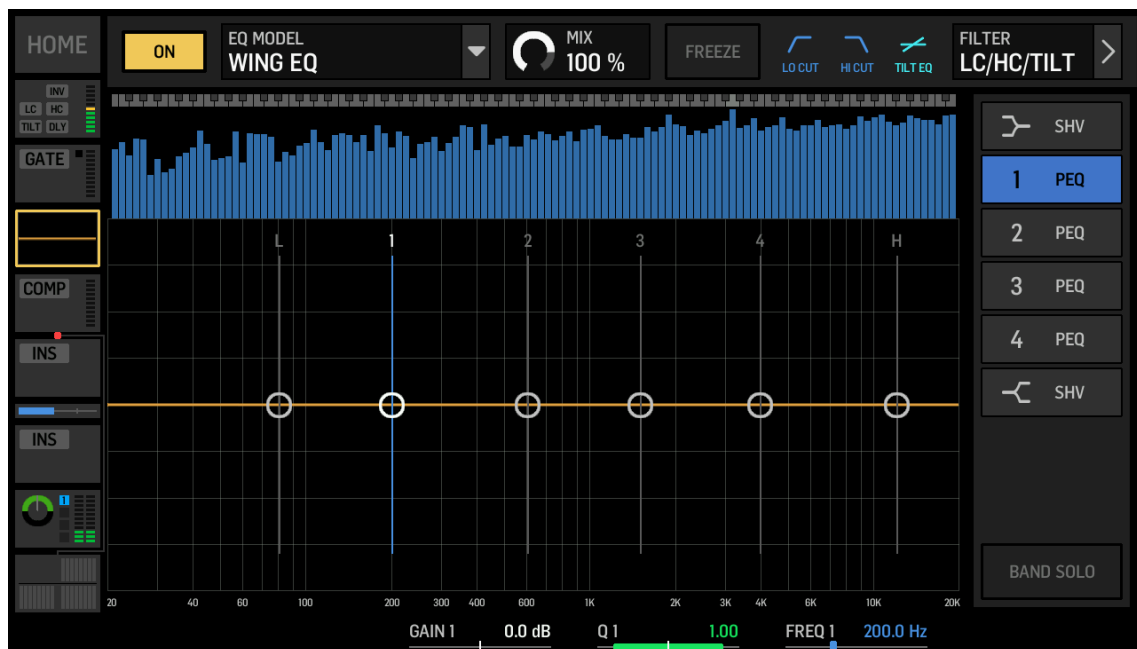 HOME
ON
EQ MODEL
WING EQ
MIX
100 %
FREEZE
LO CUT
HI CUT
TILT EQ
FILTER
LC/HC/TILT
INV
LC HC
TILT DLY
GATE
COMP
INS
INS
1
L 1 2 3 4 H
SHV
1 PEQ
2 PEQ
3 PEQ
4 PEQ
SHV
BAND SOLO
20 40 60 100 200 300 400 600 1K 2K 3K 4K 6K 10K 20K
GAIN 1 0.0 dB Q 1 1.00 FREQ 1 200.0 Hz